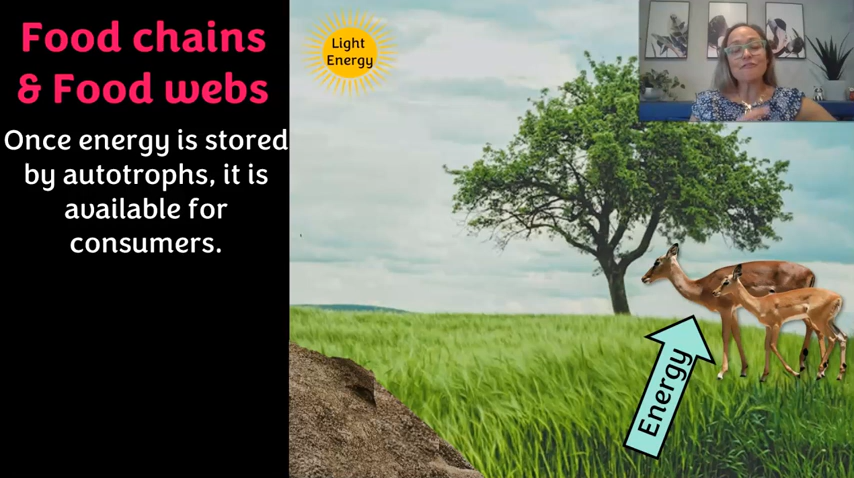 Food chains
& Food webs
Once energy is stored
by autotrophs, it is
available for
consumers.
Light
Energy
Energy